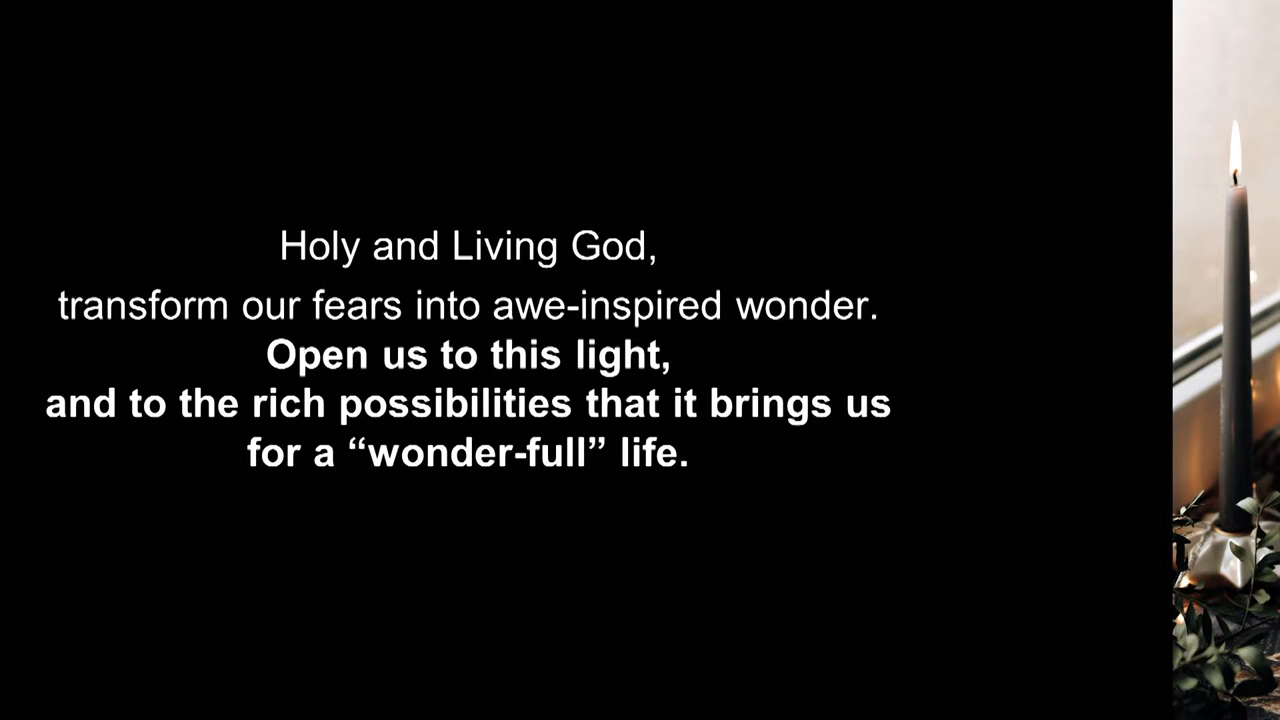 Holy and Living God,
transform our fears into awe-inspired wonder.
Open us to this light,
and to the rich possibilities that it brings us
for a “wonder-full” life.